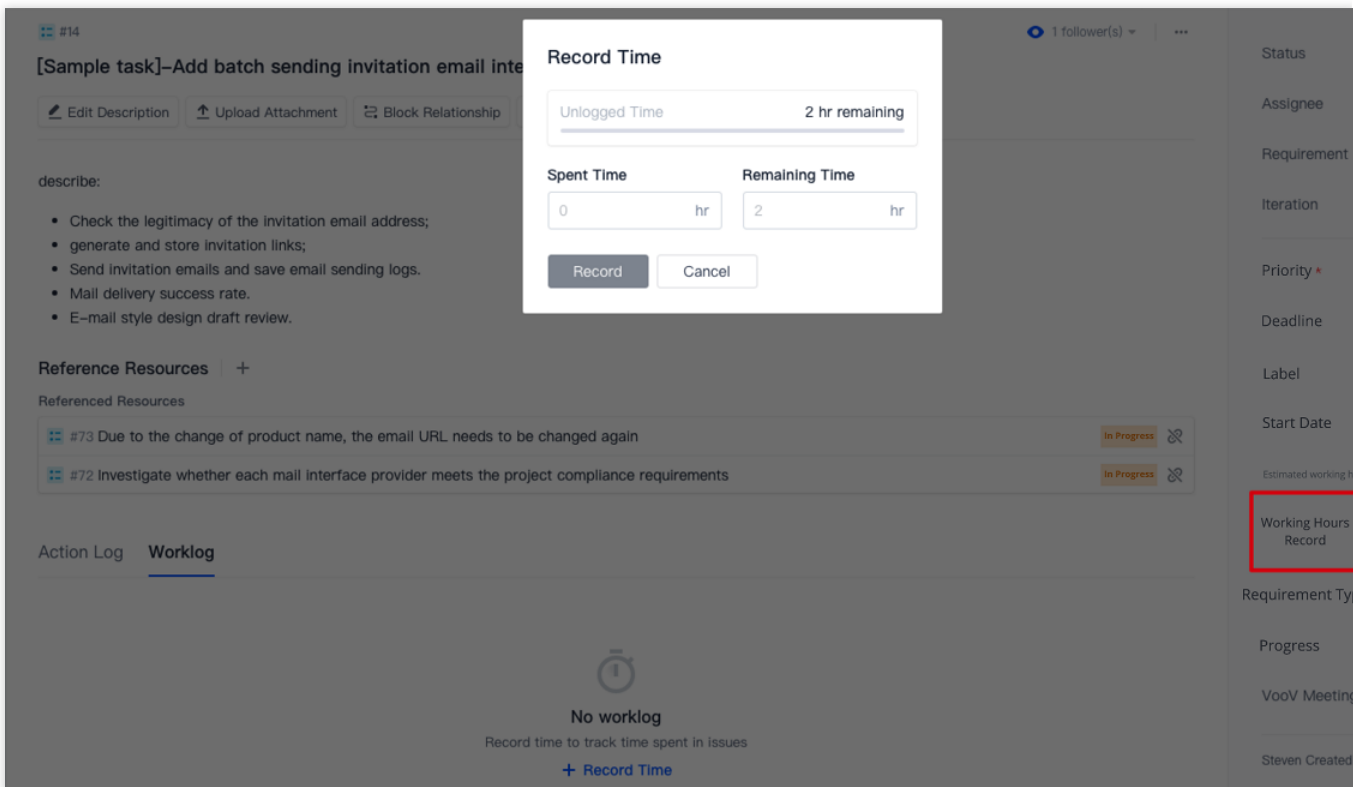 #14
1 follower(s)
[Sample task]–Add batch sending invitation email inte
Edit Description
Upload Attachment
Block Relationship
describe:
• Check the legitimacy of the invitation email address;
• generate and store invitation links;
• Send invitation emails and save email sending logs.
• Mail delivery success rate.
• E–mail style design draft review.
Reference Resources
Referenced Resources
#73 Due to the change of product name, the email URL needs to be changed again
In Progress
#72 Investigate whether each mail interface provider meets the project compliance requirements
In Progress
Action Log
Worklog
No worklog
Record time to track time spent in issues
+ Record Time
Record Time
Unlogged Time
2 hr remaining
Spent Time
Remaining Time
0 hr
2 hr
Record
Cancel
Status
Assignee
Requirement
Iteration
Priority *
Deadline
Label
Start Date
Estimated working h
Working Hours
Record
Requirement Ty
Progress
VooV Meeting
Steven Created